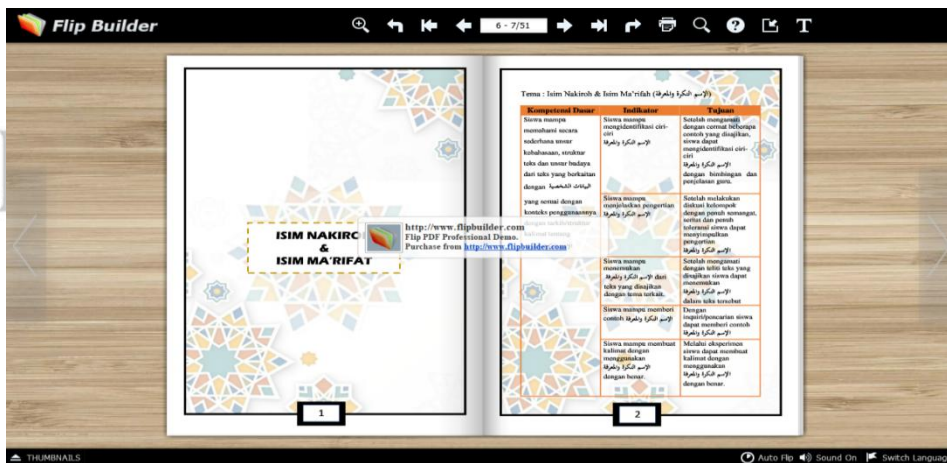 Flip Builder
6 - 7/51
T
ISIM NAKIRO
&
ISIM MA'RIFAT
1
http://www.flipbuilder.com
Flip PDF Professional Demo.
Purchase from http://www.flipbuilder.com
Tema : Isim Nakiroh & Isim Ma'rifah (الإسم النكرة والمعرفة)
Kompetensi Dasar
Siswa mampu
memahami secara
sederhana unsur
kebahasaan, struktur
teks dan unsur budaya
dari teks yang berkaitan
dengan البيانات الشخصية
yang sesuai dengan
konteks penggunaannya
Indikator
Siswa mampu
mengidentifikasi ciri-
ciri
الإسم النكرة والمعرفة
Siswa mampu
menjelaskan pengertian
الإسم النكرة والمعرفة
Siswa mampu
menemukan
الإسم النكرة والمعرفة dari
teks yang disajikan
dengan tema terkait.
Siswa mampu memberi
contoh الإسم النكرة والمعرفة
Siswa mampu membuat
kalimat dengan
menggunakan
الإسم النكرة والمعرفة
dengan benar.
Tujuan
Setelah mengamati
dengan cermat beberapa
contoh yang disajikan,
siswa dapat
mengidentifikasi ciri-
ciri
الإسم النكرة والمعرفة
dengan bimbingan dan
penjelasan guru.
Setelah melakukan
diskusi kelompok
dengan penuh semangat,
serius dan penuh
toleransi siswa dapat
menyimpulkan
pengertian
الإسم النكرة والمعرفة
Setelah mengamati
dengan teliti teks yang
disajikan siswa dapat
menemukan
الإسم النكرة والمعرفة
dalam teks tersebut
Dengan
inquiri/pencarian siswa
dapat memberi contoh
الإسم النكرة والمعرفة
Melalui eksperimen
siswa dapat membuat
kalimat dengan
menggunakan
الإسم النكرة والمعرفة
dengan benar.
2
THUMBNAILS
Auto Flip
Sound On
Switch Languag